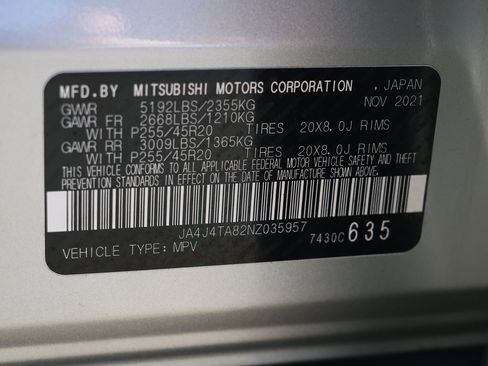 MFD.BY MITSUBISHI MOTORS CORPORATION , JAPAN
GVWR 5192LBS/2355KG NOV 2021
GAWR FR 2668LBS/1210KG
WITH P255/45R20 TIRES 20X8.0J RIMS
GAWR RR 3009LBS/1365KG
WITH P255/45R20 TIRES 20X8.0J RIMS
THIS VEHICLE CONFORMS TO ALL APPLICABLE FEDERAL MOTOR VEHICLE SAFETY AND THEFT
PREVENTION STANDARDS IN EFFECT ON THE DATE OF MANUFACTURE SHOWN ABOVE.
JA4J4TA82NZ035957
VEHICLE TYPE: MPV 7430C 635